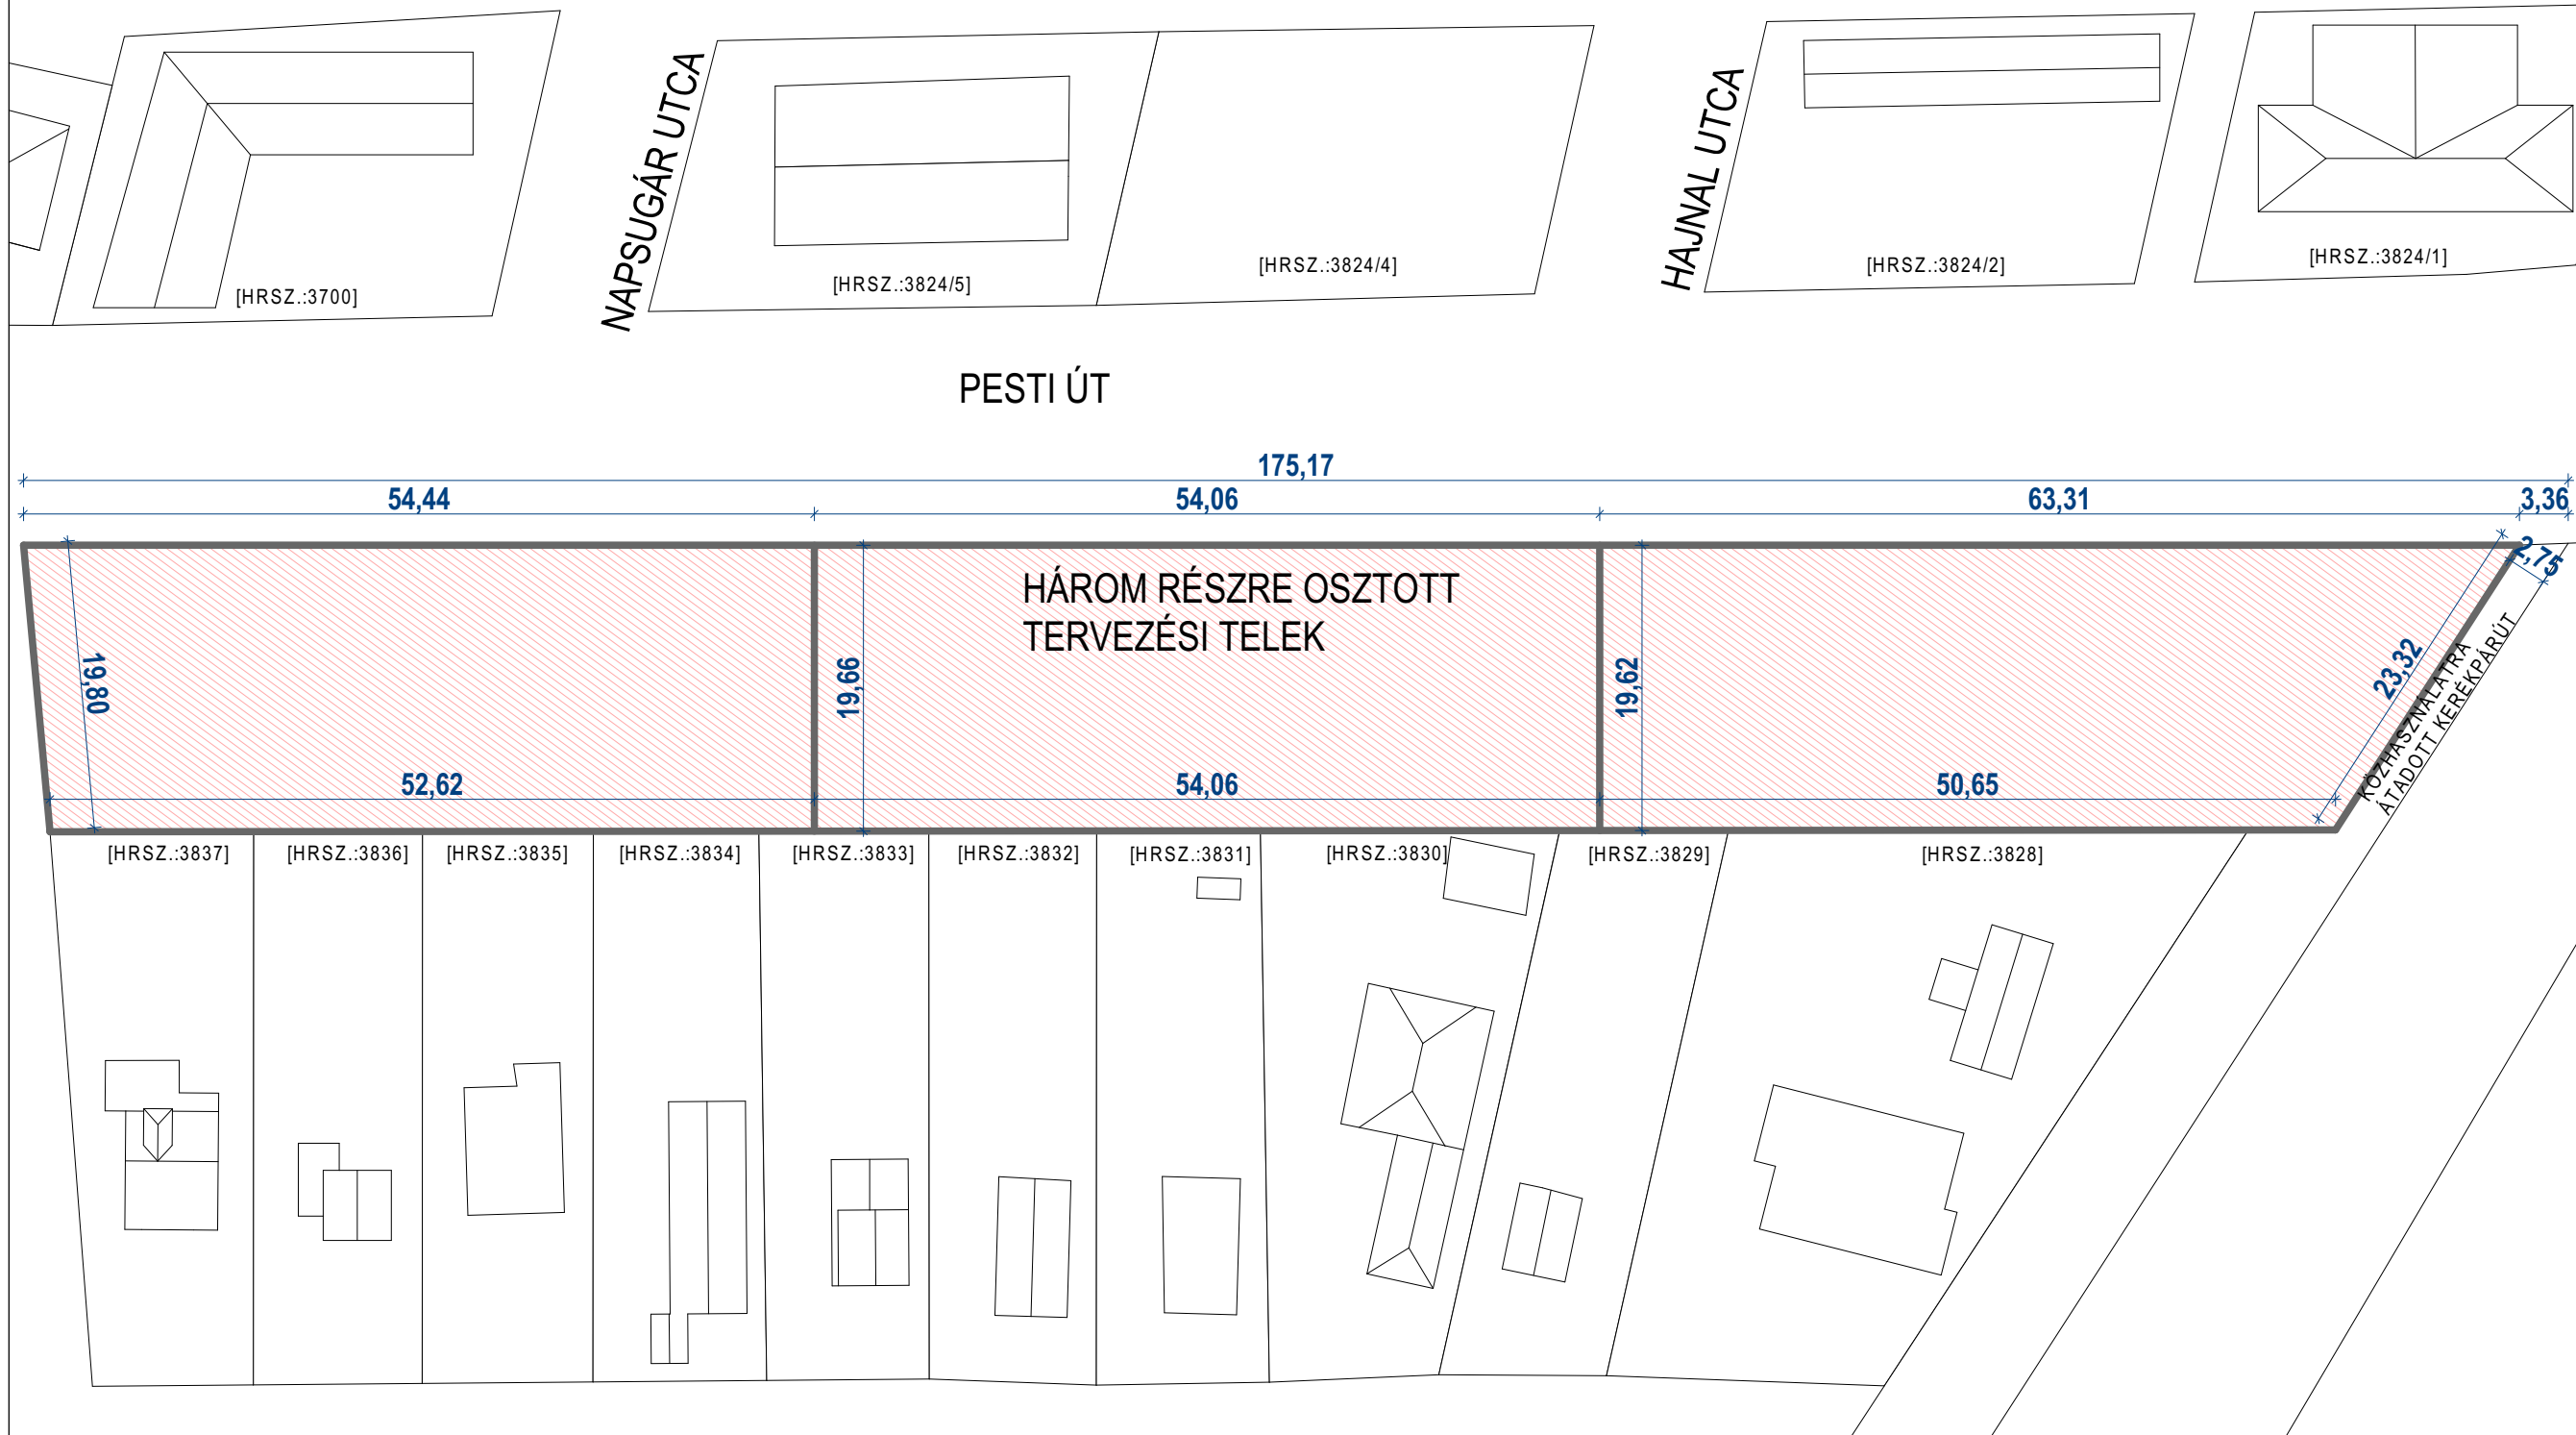 NAPSUGÁR UTCA
HAJNAL UTCA
[HRSZ.:3700]
[HRSZ.:3824/5]
[HRSZ.:3824/4]
[HRSZ.:3824/2]
[HRSZ.:3824/1]
PESTI ÚT
175,17
54,44
54,06
63,31
3,36
2,75
HÁROM RÉSZRE OSZTOTT
TERVEZÉSI TELEK
19,80
19,66
19,62
23,32
KÖZHASZNÁLATRA
ÁTADOTT KERÉKPÁRÚT
52,62
54,06
50,65
[HRSZ.:3837]
[HRSZ.:3836]
[HRSZ.:3835]
[HRSZ.:3834]
[HRSZ.:3833]
[HRSZ.:3832]
[HRSZ.:3831]
[HRSZ.:3830]
[HRSZ.:3829]
[HRSZ.:3828]